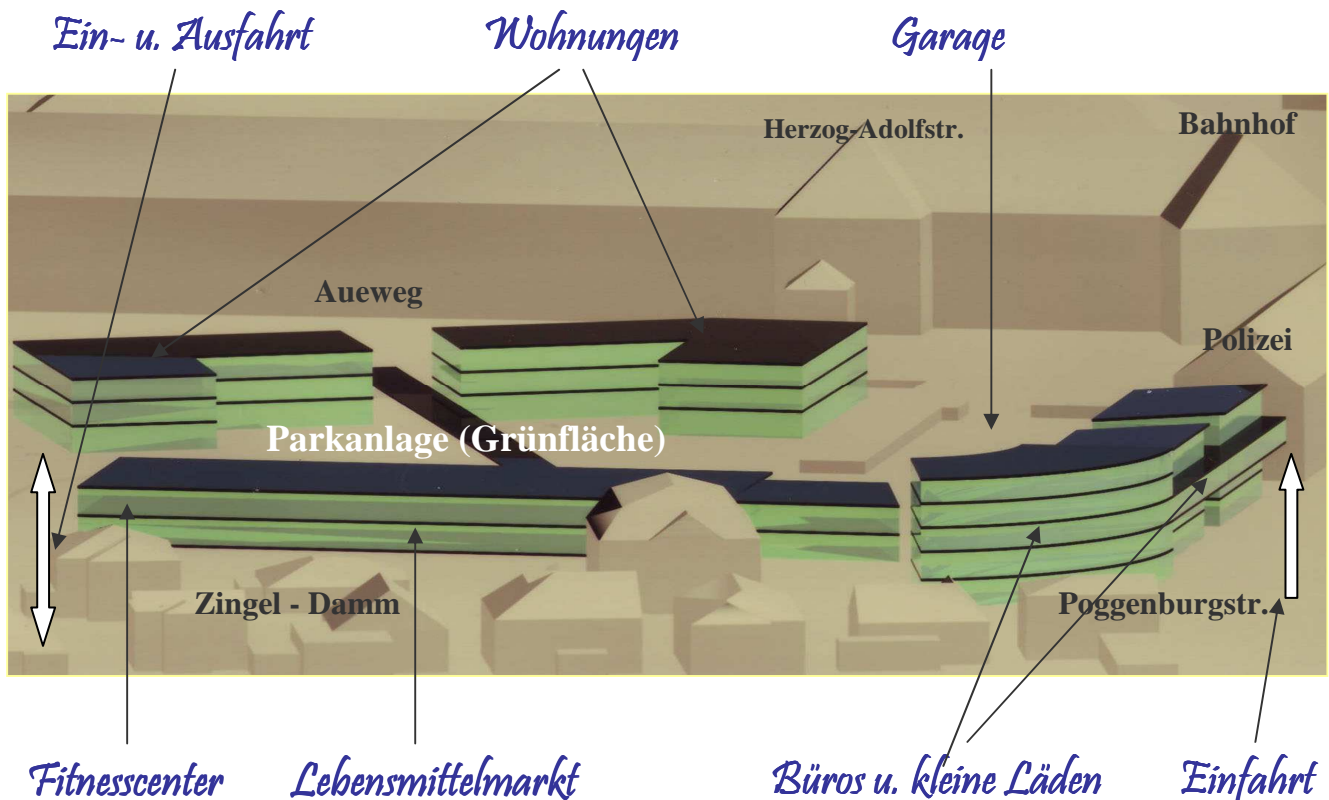 Ein- u. Ausfahrt
Wohnungen
Garage
Herzog-Adolfstr.
Bahnhof
Aueweg
Polizei
Parkanlage (Grünfläche)
Zingel - Damm
Poggenburgstr.
Fitnesscenter
Lebensmittelmarkt
Büros u. kleine Läden
Einfahrt